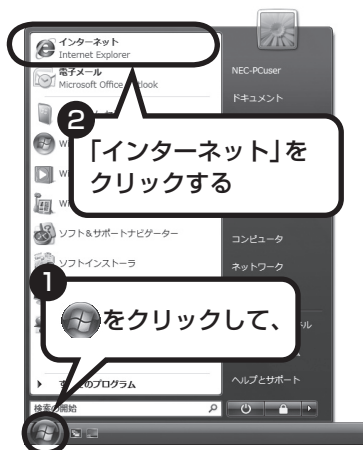 インターネット
Internet Explorer
電子メール
Microsoft Office Outlook
NEC-PCuser
ドキュメント
2
「インターネット」を
クリックする
ソフト&サポートナビゲーター
コンピュータ
ソフトインストーラ
ネットワーク
1
をクリックして、
ヘルプとサポート
すべてのプログラム
検索の開始